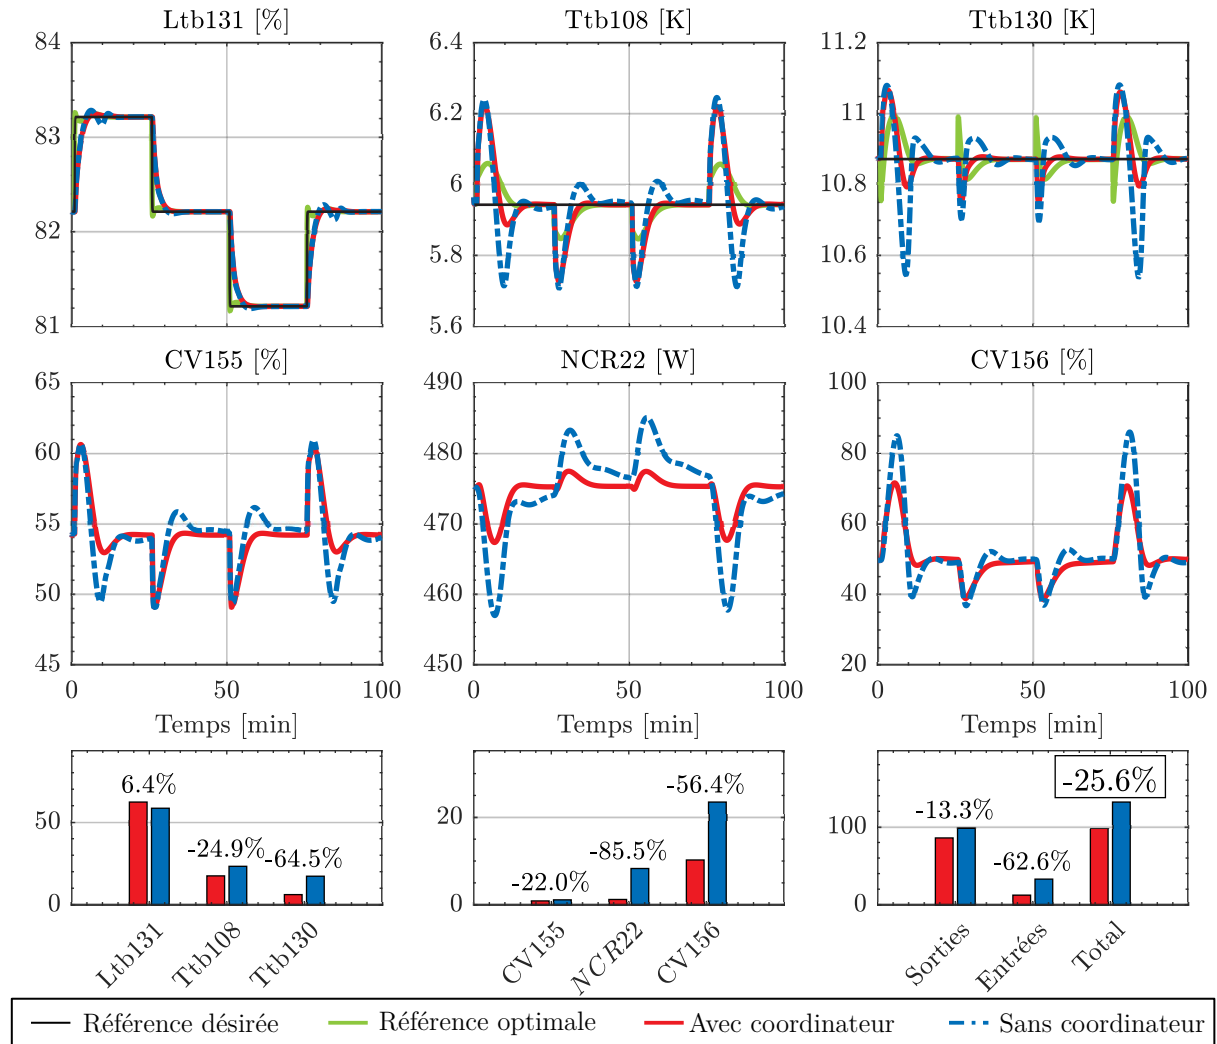 Ltb131 [%] Ttb108 [K] Ttb130 [K]
84 6.4 11.2
83 6.2 11
82 6 10.8
5.8 10.6
81 5.6 10.4
CV155 [%] NCR22 [W] CV156 [%]
65 490 100
60 480 80
55 470 60
50 460 40
45 450 20
0 50 100 0 50 100 0 50 100
Temps [min] Temps [min] Temps [min]
6.4% -56.4% -25.6%
-24.9% -64.5% -85.5% -13.3%
-22.0% -62.6%
50 20 100
0 0 0
Ltb131 Ttb108 Ttb130 CV155 NCR22 CV156 Sorties Entrées Total
Référence désirée Référence optimale Avec coordinateur Sans coordinateur